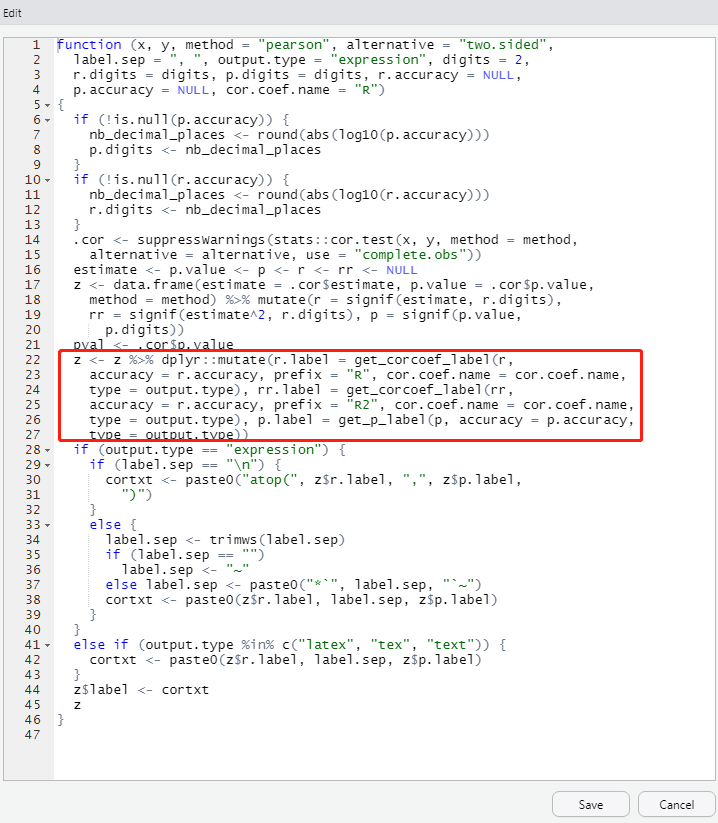 Edit
1 function (x, y, method = "pearson", alternative = "two.sided",
2 label.sep = ", ", output.type = "expression", digits = 2,
3 r.digits = digits, p.digits = digits, r.accuracy = NULL,
4 p.accuracy = NULL, cor.coef.name = "R")
5 {
6 if (!is.null(p.accuracy)) {
7 nb_decimal_places <- round(abs(log10(p.accuracy)))
8 p.digits <- nb_decimal_places
9 }
10 if (!is.null(r.accuracy)) {
11 nb_decimal_places <- round(abs(log10(r.accuracy)))
12 r.digits <- nb_decimal_places
13 }
14 .cor <- suppressWarnings(stats::cor.test(x, y, method = method,
15 alternative = alternative, use = "complete.obs"))
16 estimate <- p.value <- p <- r <- rr <- NULL
17 z <- data.frame(estimate = .cor$estimate, p.value = .cor$p.value,
18 method = method) %>% mutate(r = signif(estimate, r.digits),
19 rr = signif(estimate^2, r.digits), p = signif(p.value,
20 p.digits))
21 pval <- .cor$p.value
22 z <- z %>% dplyr::mutate(r.label = get_corcoef_label(r,
23 accuracy = r.accuracy, prefix = "R", cor.coef.name = cor.coef.name,
24 type = output.type), rr.label = get_corcoef_label(rr,
25 accuracy = r.accuracy, prefix = "R2", cor.coef.name = cor.coef.name,
26 type = output.type), p.label = get_p_label(p, accuracy = p.accuracy,
27 type = output.type))
28 if (output.type == "expression") {
29 if (label.sep == "\n") {
30 cortxt <- paste0("atop(", z$r.label, ",", z$p.label,
31 ")")
32 }
33 else {
34 label.sep <- trimws(label.sep)
35 if (label.sep == "")
36 label.sep <- "~"
37 else label.sep <- paste0("*`", label.sep, "`~")
38 cortxt <- paste0(z$r.label, label.sep, z$p.label)
39 }
40 }
41 else if (output.type %in% c("latex", "tex", "text")) {
42 cortxt <- paste0(z$r.label, label.sep, z$p.label)
43 }
44 z$label <- cortxt
45 z
46 }
47
Save Cancel